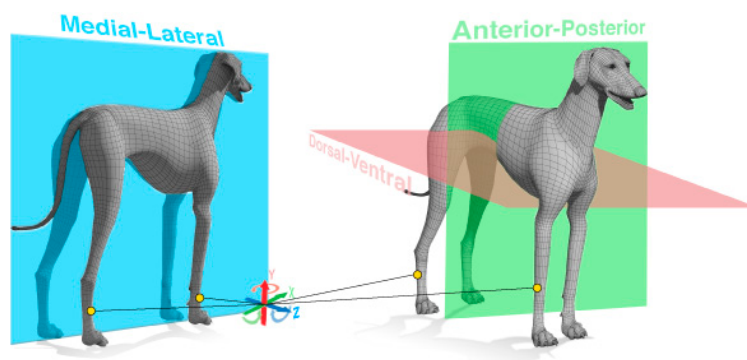 Medial-Lateral
Anterior-Posterior
Dorsal-Ventral
Y
X
Z